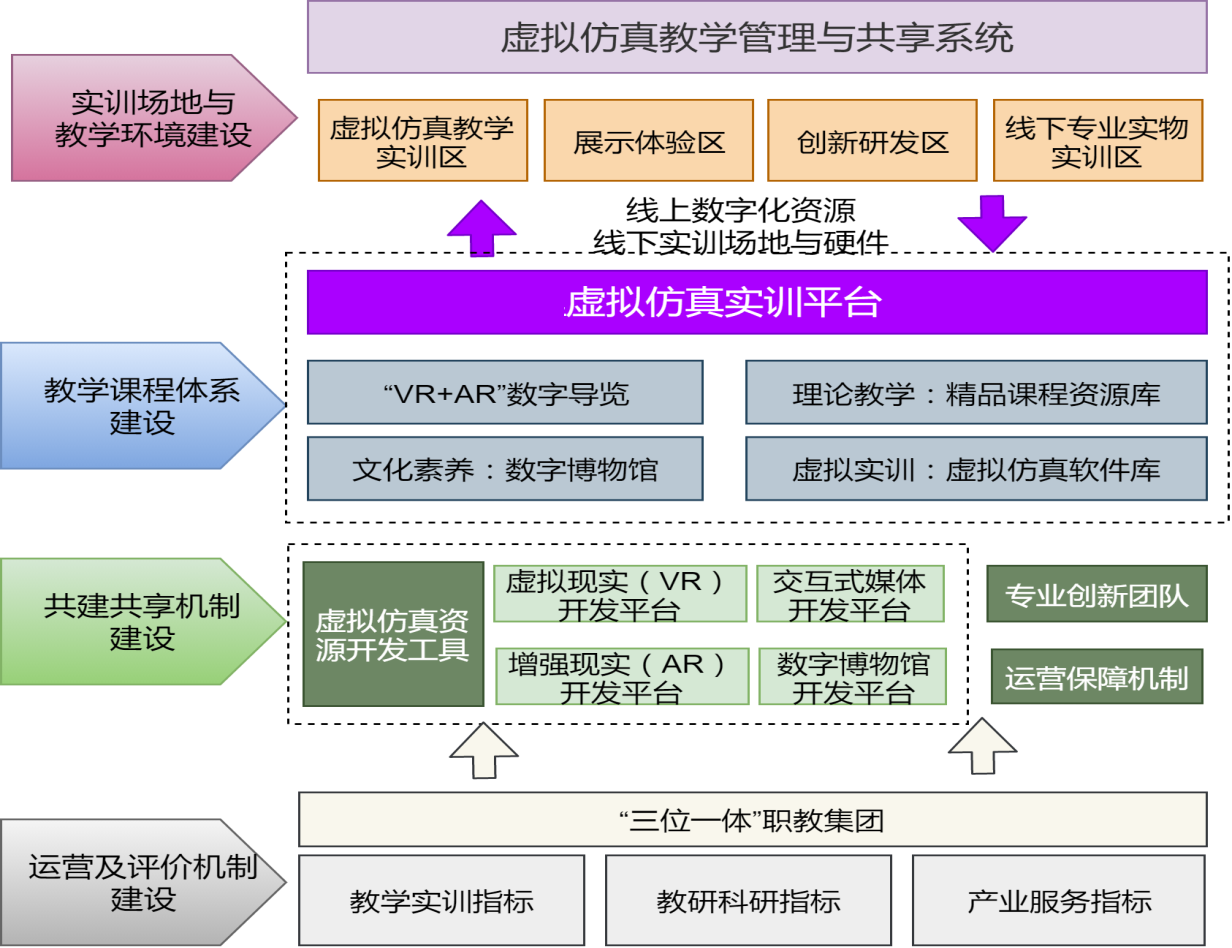 虚拟仿真教学管理与共享系统
实训场地与
教学环境建设
虚拟仿真教学
实训区
展示体验区
创新研发区
线下专业实物
实训区
线上数字化资源
线下实训场地与硬件
虚拟仿真实训平台
教学课程体系
建设
“VR+AR”数字导览
理论教学：精品课程资源库
文化素养：数字博物馆
虚拟实训：虚拟仿真软件库
共建共享机制
建设
虚拟仿真资
源开发工具
虚拟现实（VR）
开发平台
交互式媒体
开发平台
增强现实（AR）
开发平台
数字博物馆
开发平台
专业创新团队
运营保障机制
“三位一体”职教集团
运营及评价机制
建设
教学实训指标
教研科研指标
产业服务指标